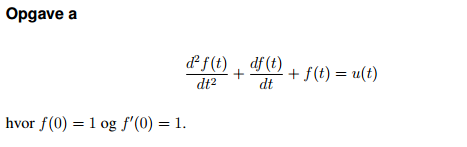 Opgave a
d²f(t)/dt² + df(t)/dt + f(t) = u(t)
hvor f(0) = 1 og f′(0) = 1.